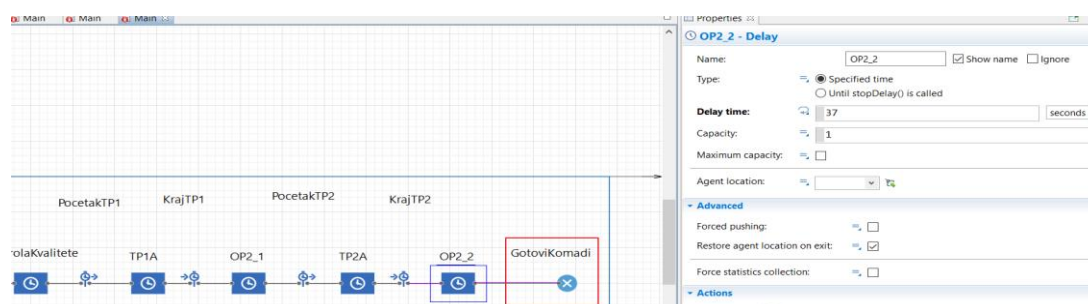 Main Main Main
PocetakTP1 KrajTP1 PocetakTP2 KrajTP2
rolaKvalitete TP1A OP2_1 TP2A OP2_2 GotoviKomadi
Properties
OP2_2 - Delay
Name: OP2_2 Show name Ignore
Type: Specified time
Until stopDelay() is called
Delay time: 37 seconds
Capacity: 1
Maximum capacity:
Agent location:
Advanced
Forced pushing:
Restore agent location on exit:
Force statistics collection:
Actions